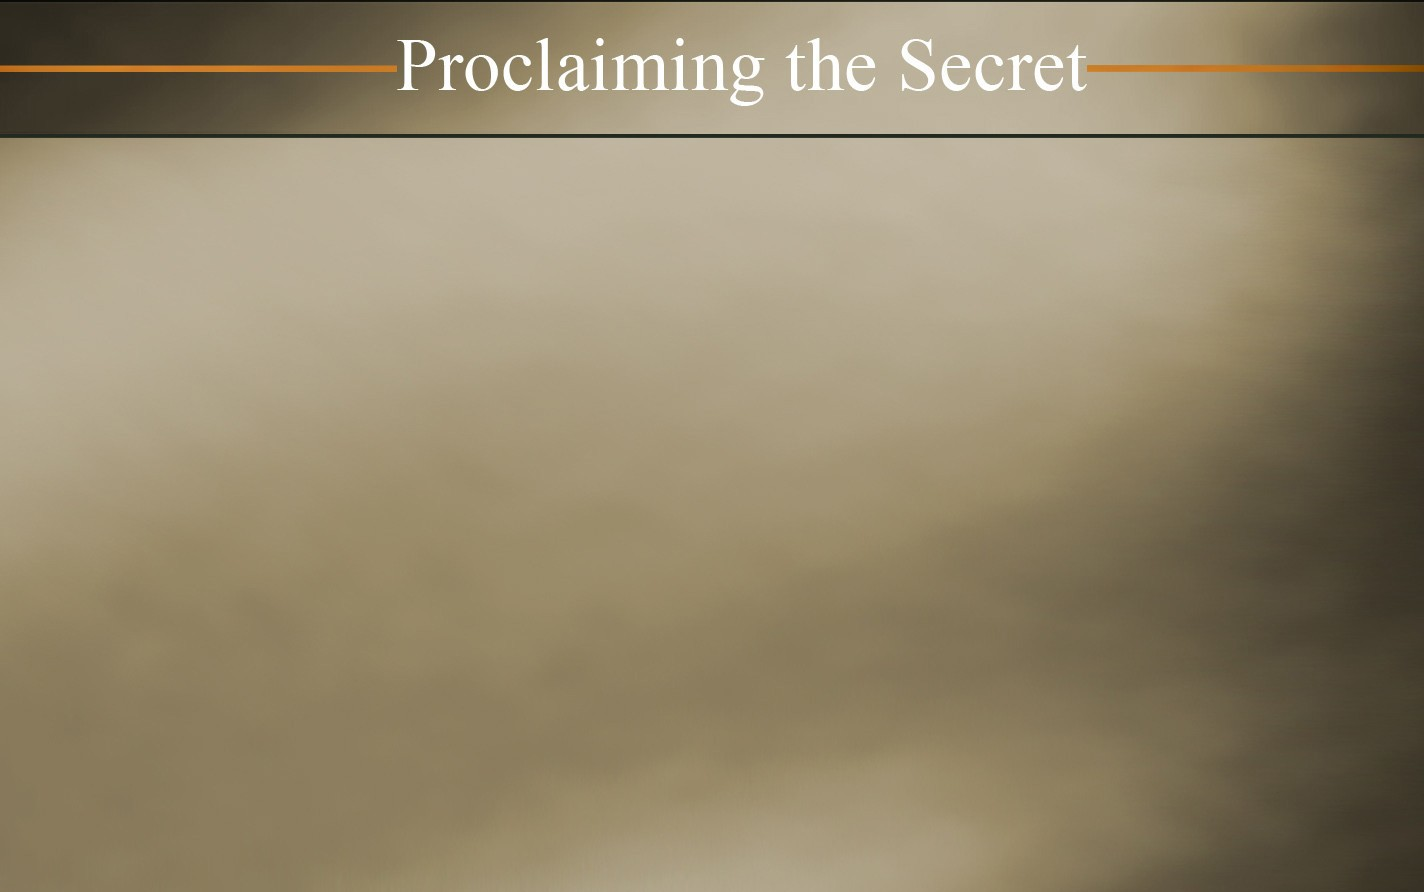 Proclaiming the Secret